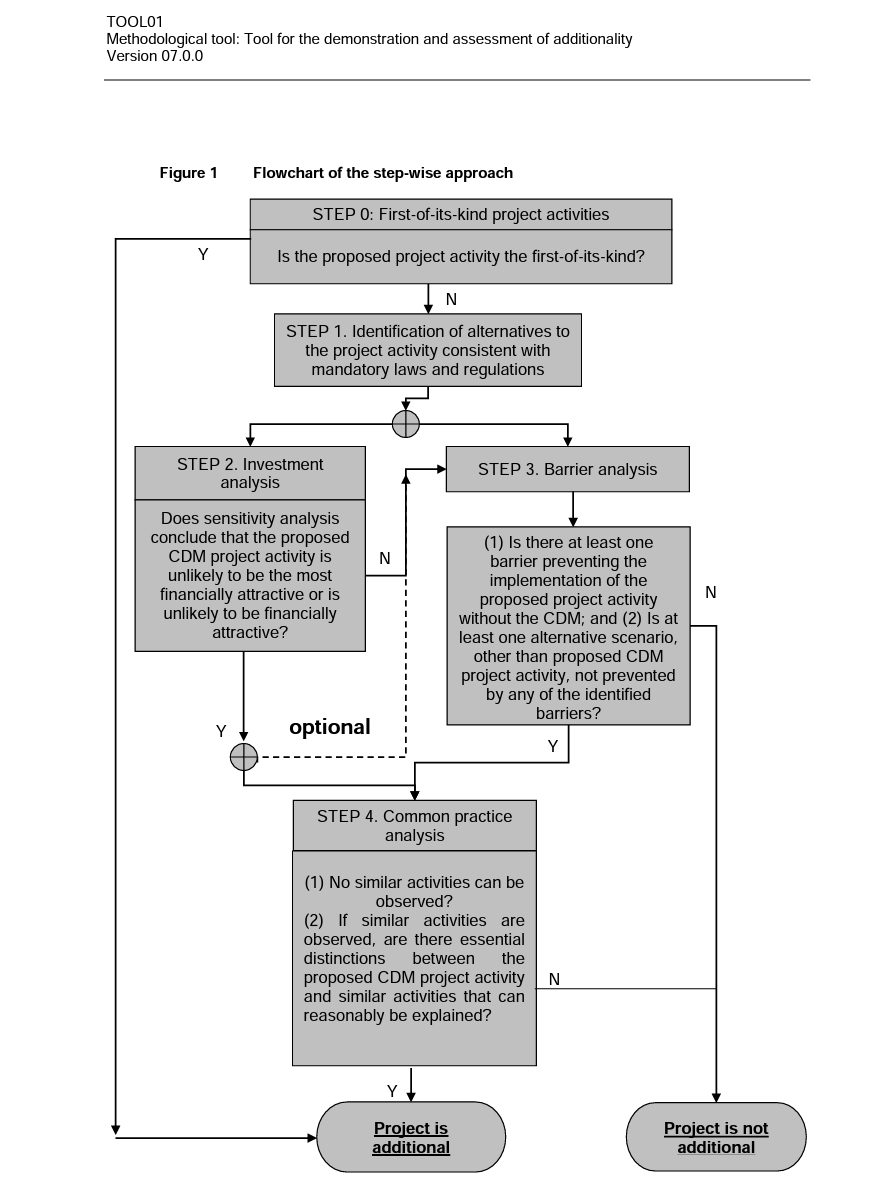 TOOL01
Methodological tool: Tool for the demonstration and assessment of additionality
Version 07.0.0
Figure 1 Flowchart of the step-wise approach
STEP 0: First-of-its-kind project activities
Y
Is the proposed project activity the first-of-its-kind?
N
STEP 1. Identification of alternatives to
the project activity consistent with
mandatory laws and regulations
STEP 2. Investment
analysis
Does sensitivity analysis
conclude that the proposed
CDM project activity is
unlikely to be the most
financially attractive or is
unlikely to be financially
attractive?
N
Y
optional
STEP 3. Barrier analysis
(1) Is there at least one
barrier preventing the
implementation of the
proposed project activity
without the CDM; and (2) Is at
least one alternative scenario,
other than proposed CDM
project activity, not prevented
by any of the identified
barriers?
N
Y
STEP 4. Common practice
analysis
(1) No similar activities can be
observed?
(2) If similar activities are
observed, are there essential
distinctions between the
proposed CDM project activity
and similar activities that can
reasonably be explained?
N
Y
Project is
additional
Project is not
additional